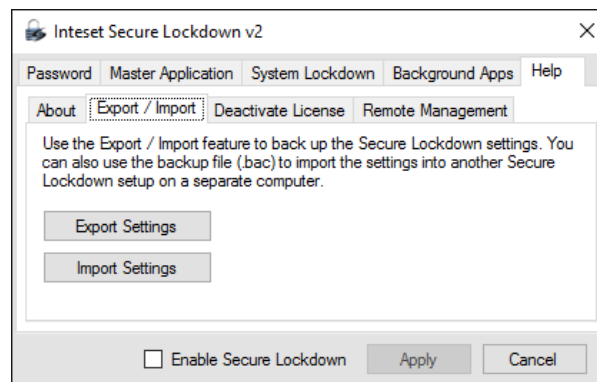 Inteset Secure Lockdown v2
Password Master Application System Lockdown Background Apps Help
About Export / Import Deactivate License Remote Management
Use the Export / Import feature to back up the Secure Lockdown settings. You
can also use the backup file (.bac) to import the settings into another Secure
Lockdown setup on a separate computer.
Export Settings
Import Settings
Enable Secure Lockdown Apply Cancel